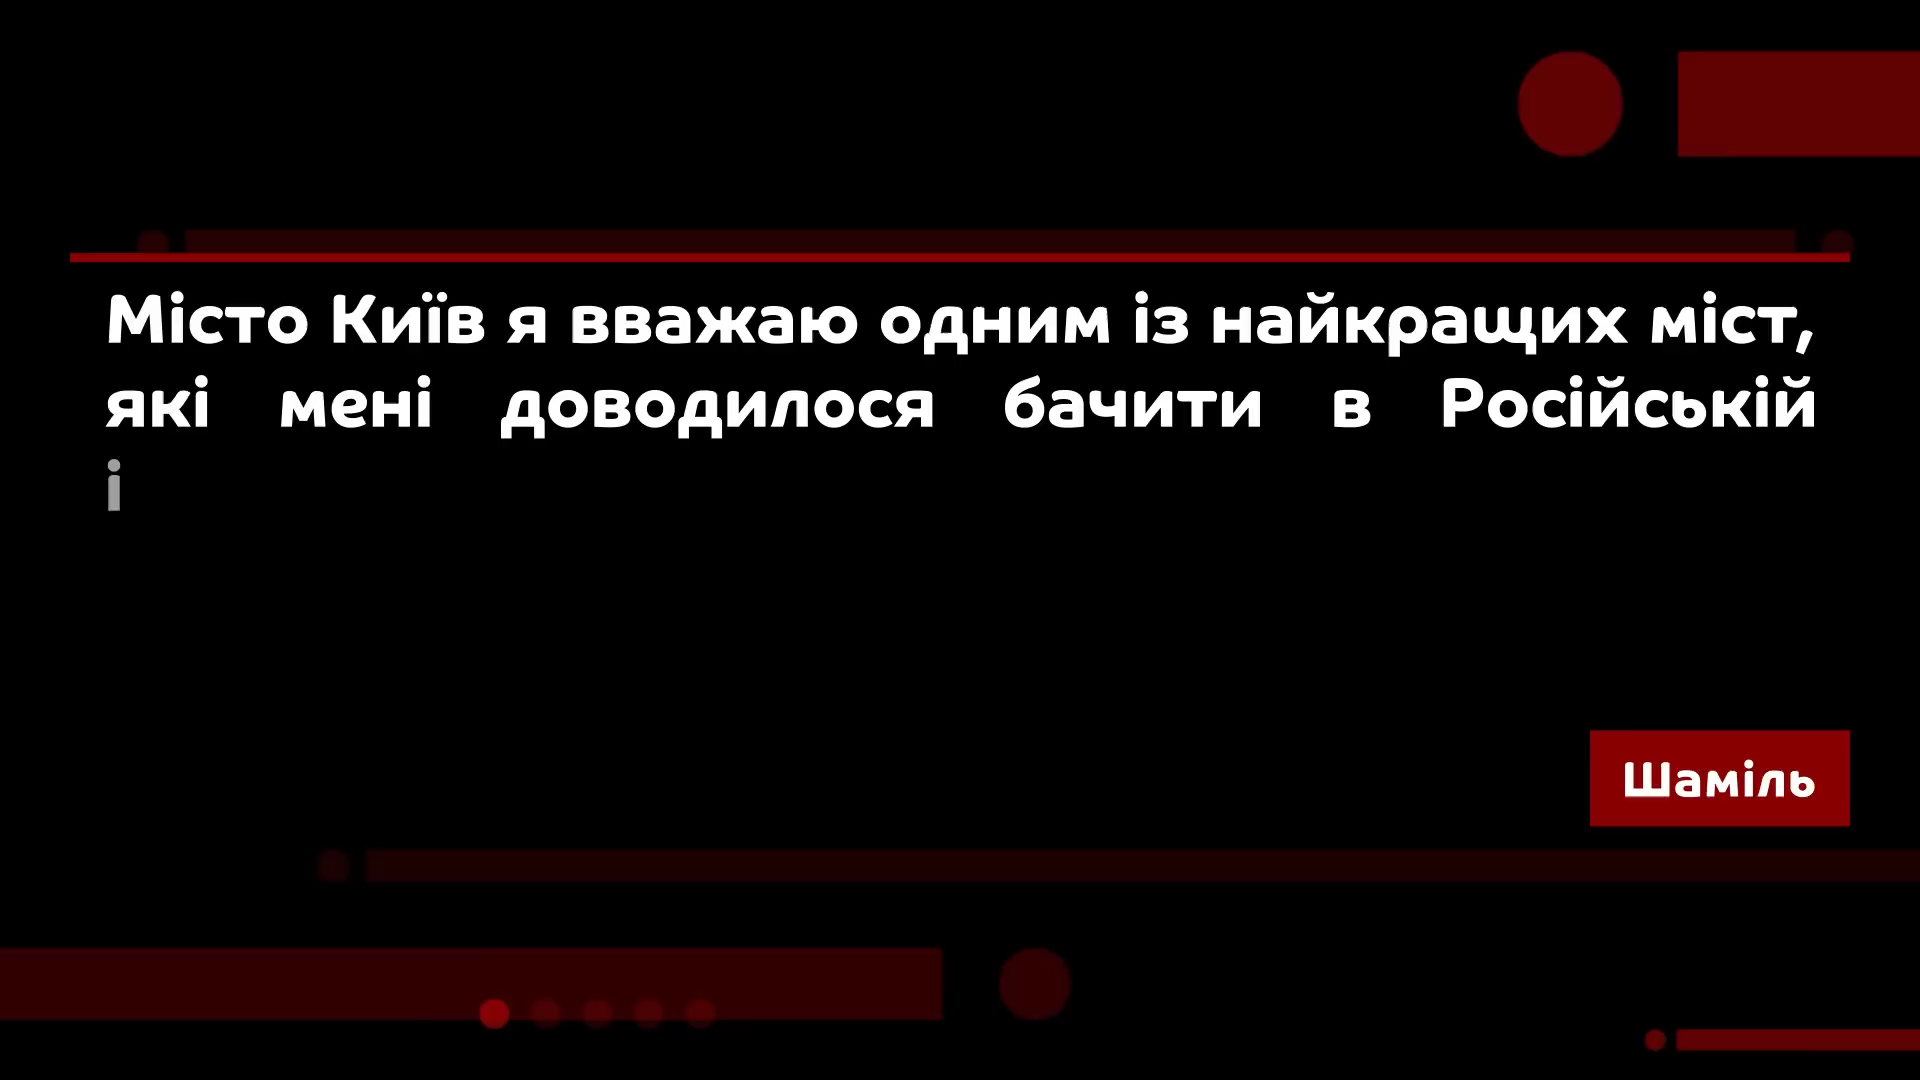 Місто Київ я вважаю одним із найкращих міст,
які мені доводилося бачити в Російській
і
Шаміль